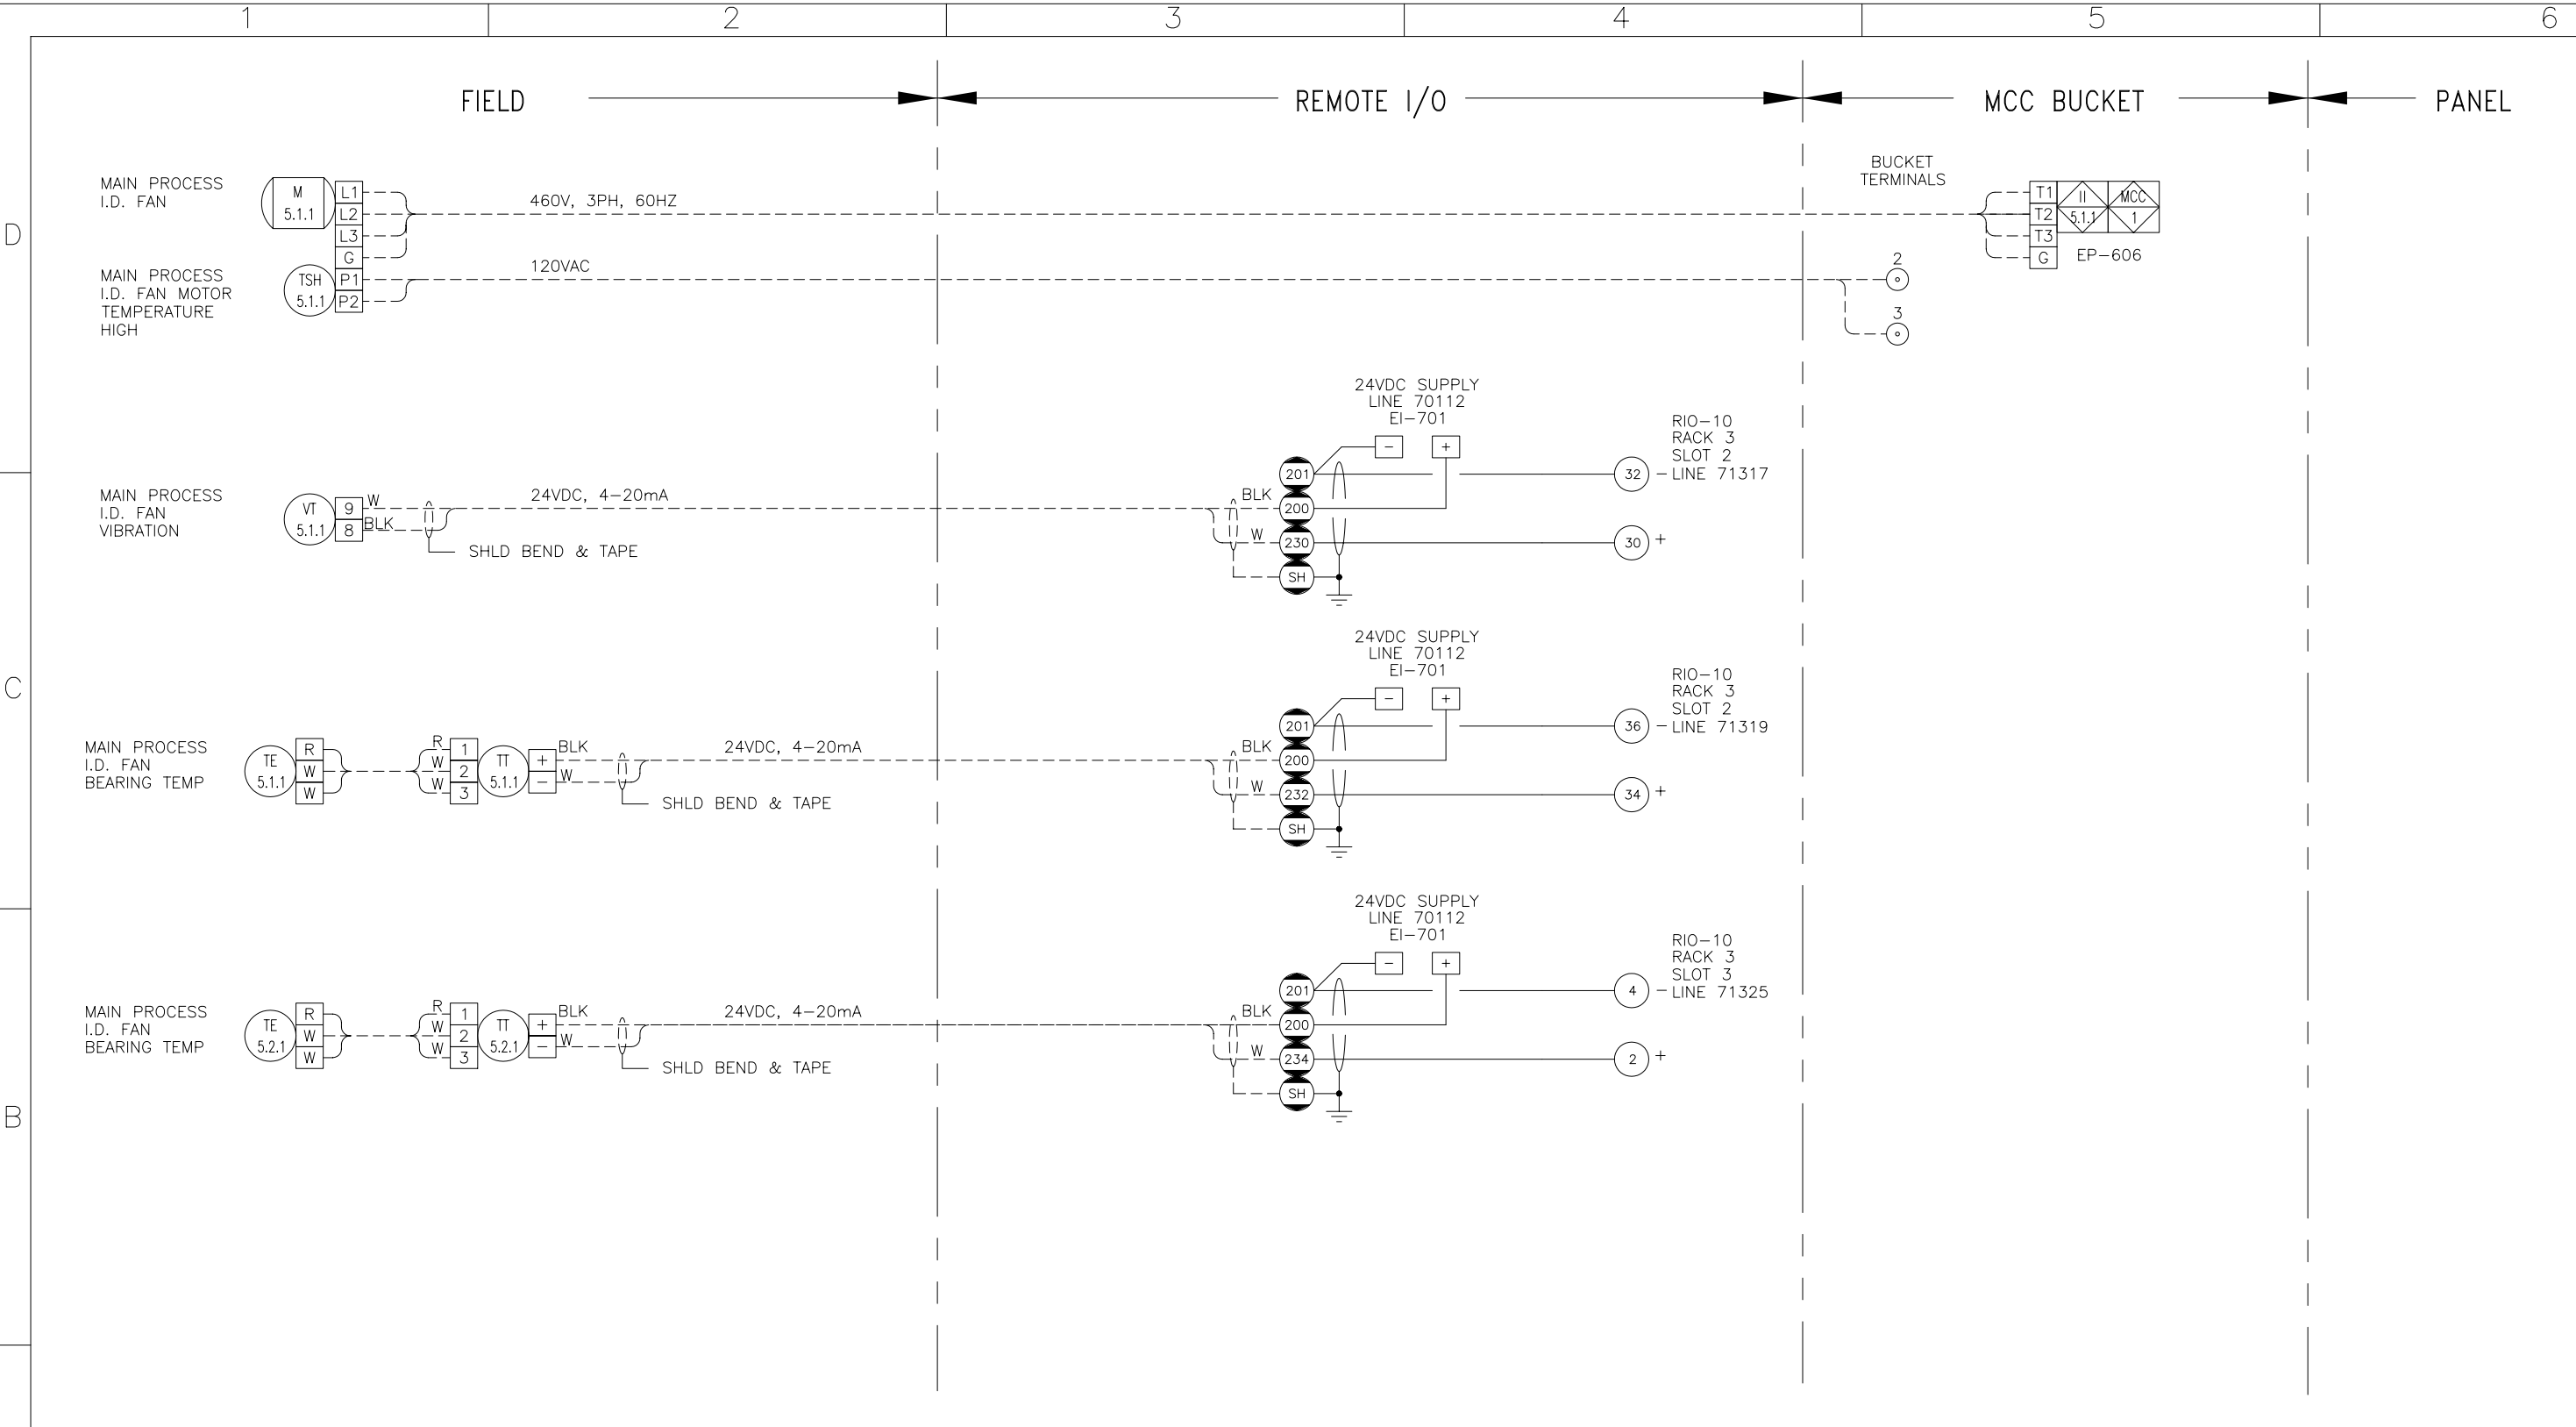 1 2 3 4 5 6
FIELD REMOTE I/O MCC BUCKET PANEL
D
MAIN PROCESS
I.D. FAN
M
5.1.1
L1
L2
L3
G
460V, 3PH, 60HZ
BUCKET
TERMINALS
T1
T2
T3
G
II
5.1.1
MCC
1
EP-606
MAIN PROCESS
I.D. FAN MOTOR
TEMPERATURE
HIGH
TSH
5.1.1
P1
P2
120VAC
2
3
24VDC SUPPLY
LINE 70112
EI-701
- +
RIO-10
RACK 3
SLOT 2
LINE 71317
MAIN PROCESS
I.D. FAN
VIBRATION
VT
5.1.1
9
8
W
BLK
24VDC, 4-20mA
SHLD BEND & TAPE
BLK
W
201
200
230
SH
32 -
30 +
C
24VDC SUPPLY
LINE 70112
EI-701
- +
RIO-10
RACK 3
SLOT 2
LINE 71319
MAIN PROCESS
I.D. FAN
BEARING TEMP
TE
5.1.1
R
W
W
R
W
W
1
2
3
TT
5.1.1
+
-
BLK
W
24VDC, 4-20mA
SHLD BEND & TAPE
BLK
W
201
200
232
SH
36 -
34 +
24VDC SUPPLY
LINE 70112
EI-701
- +
RIO-10
RACK 3
SLOT 3
LINE 71325
B
MAIN PROCESS
I.D. FAN
BEARING TEMP
TE
5.2.1
R
W
W
R
W
W
1
2
3
TT
5.2.1
+
-
BLK
W
24VDC, 4-20mA
SHLD BEND & TAPE
BLK
W
201
200
234
SH
4 -
2 +